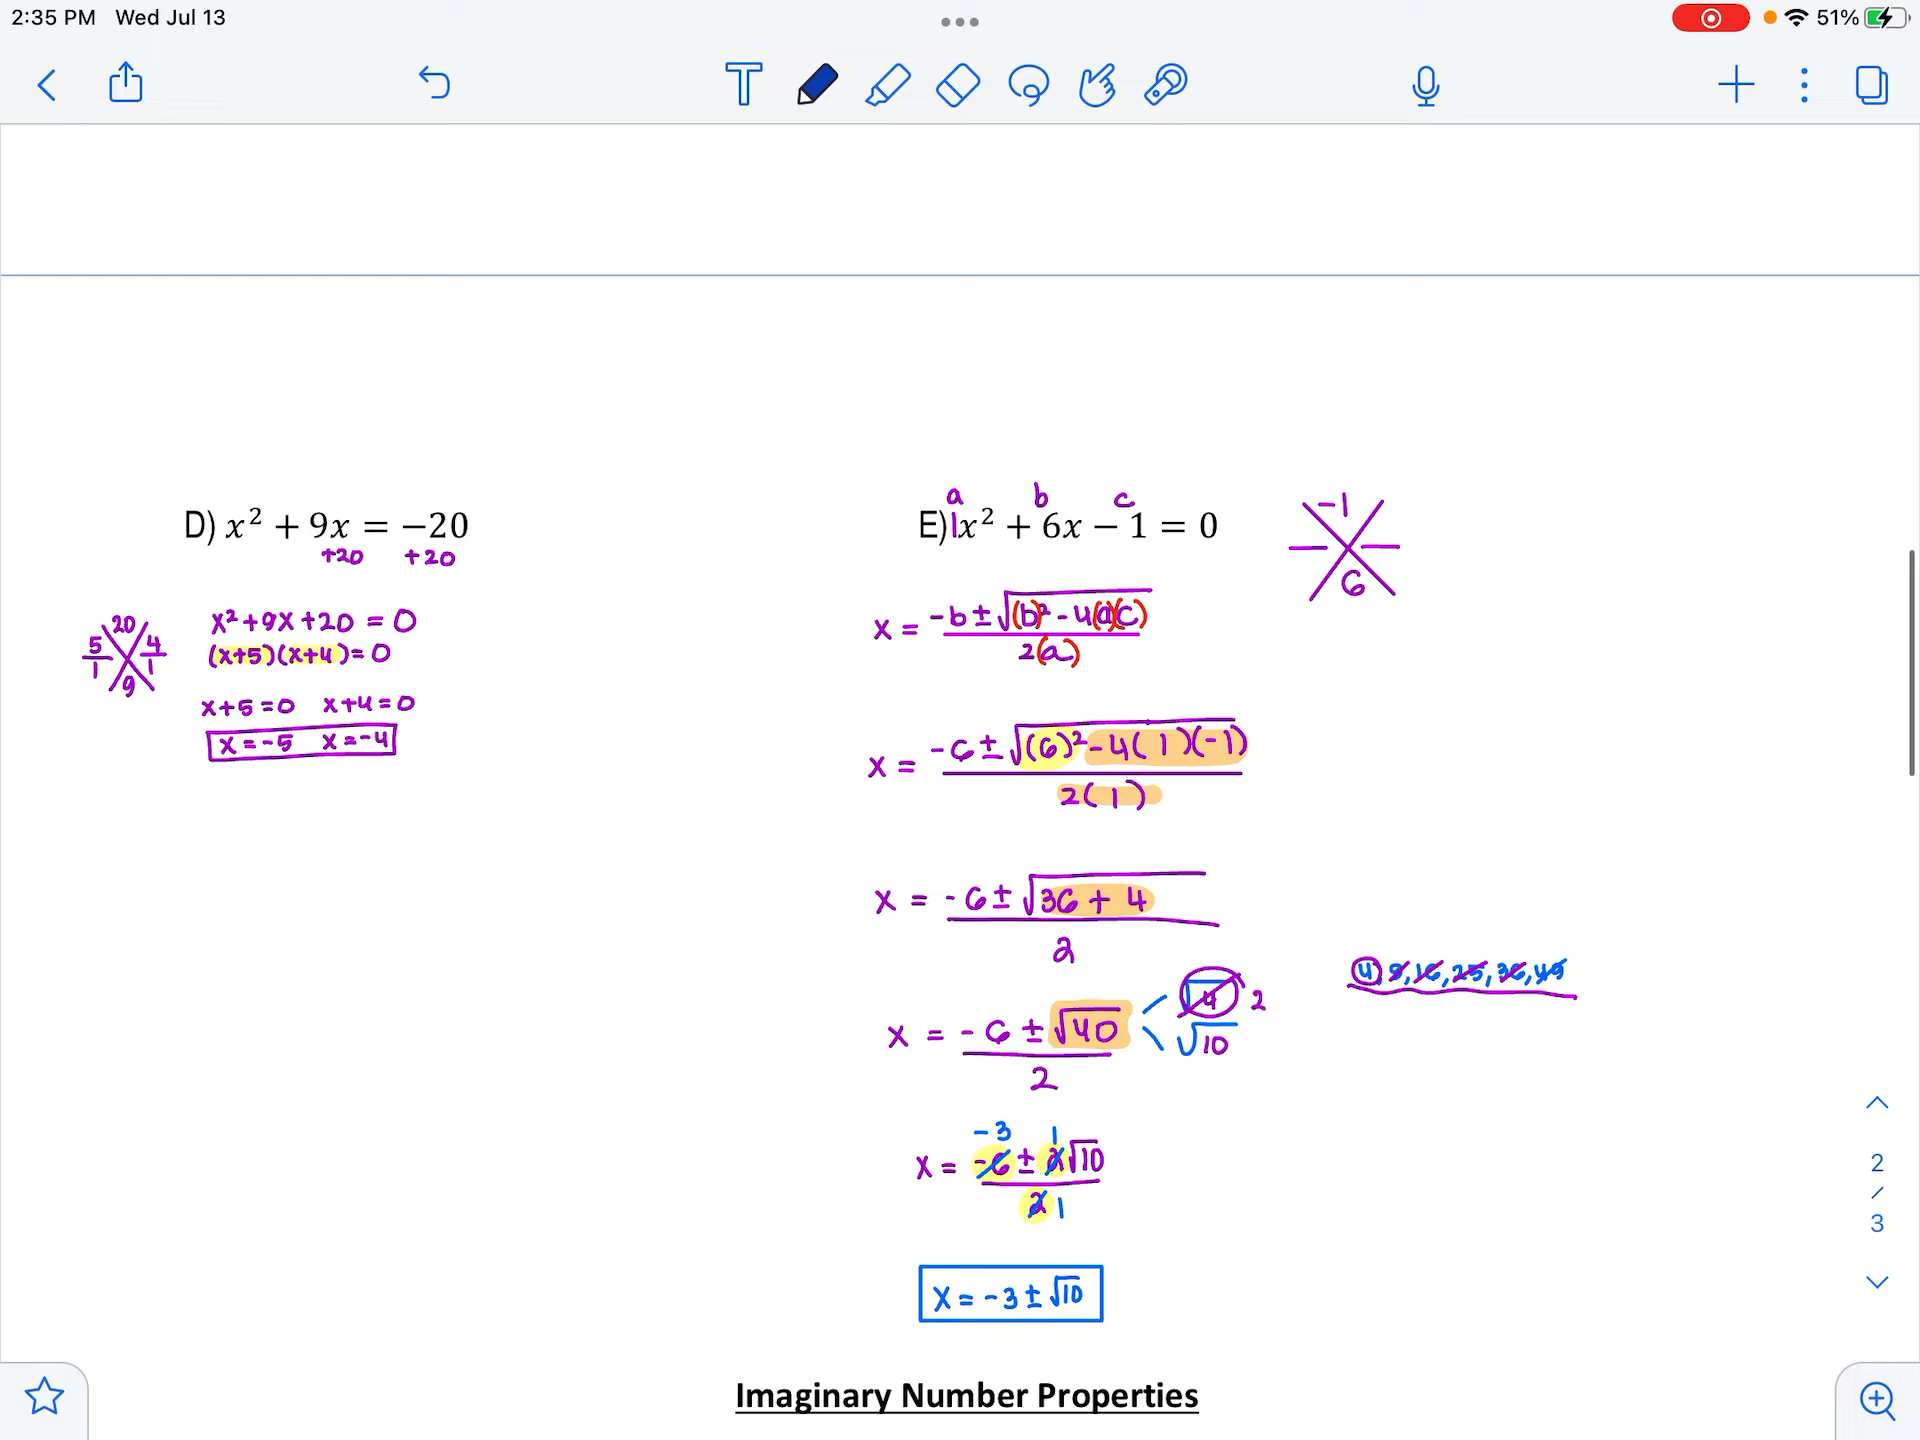 2:35 PM Wed Jul 13
51%
D) x² + 9x = −20
+20 +20
20
5 4
1 1
9
x²+9x+20 = 0
(x+5)(x+4)=0
x+5=0 x+4=0
x=-5 x=-4
a b c
E) 1x² + 6x − 1 = 0
-1
6
x = -b ± √(b)² - 4(a)(c)
2(a)
x = -6 ± √(6)² - 4(1)(-1)
2(1)
x = -6 ± √36 + 4
2
4, 9, 16, 25, 36, 49
x = -6 ± √40
2
√4 2
√10
-3 1
x = -6 ± 2√10
2 1
x = -3 ± √10
2
/
3
Imaginary Number Properties